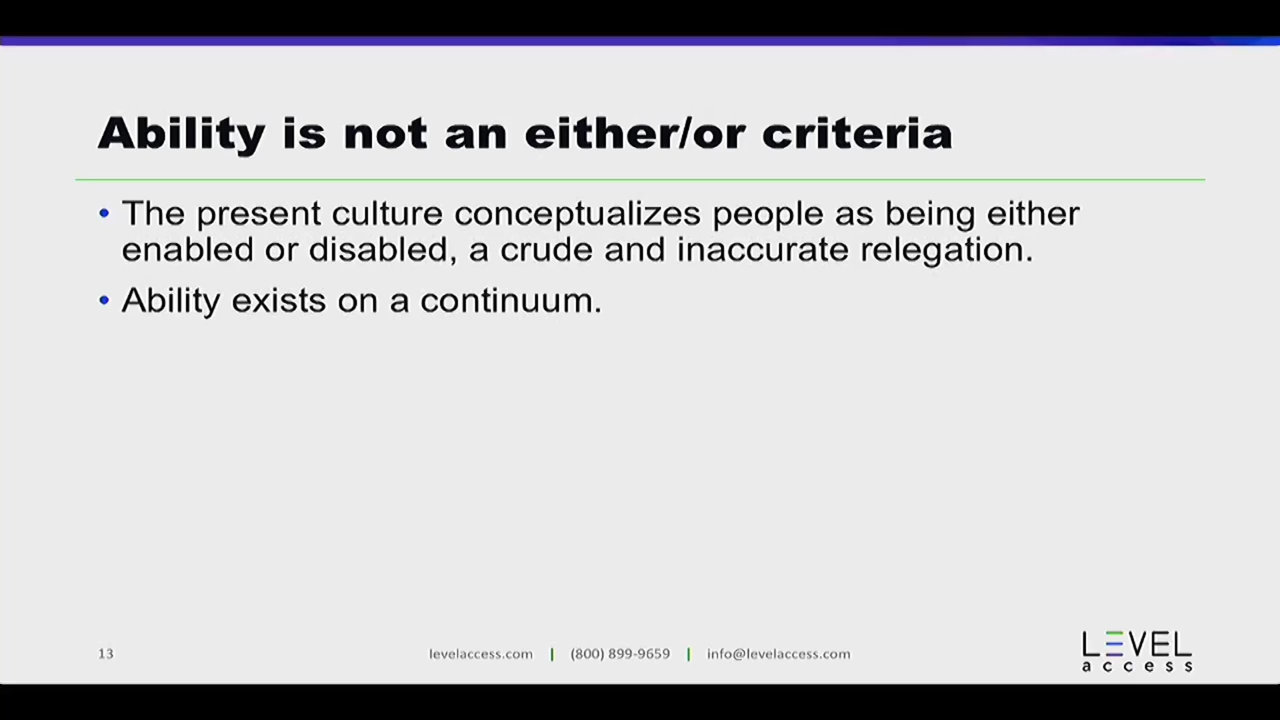 Ability is not an either/or criteria
• The present culture conceptualizes people as being either
enabled or disabled, a crude and inaccurate relegation.
• Ability exists on a continuum.
13
levelaccess.com | (800) 899-9659 | info@levelaccess.com
LEVEL
access